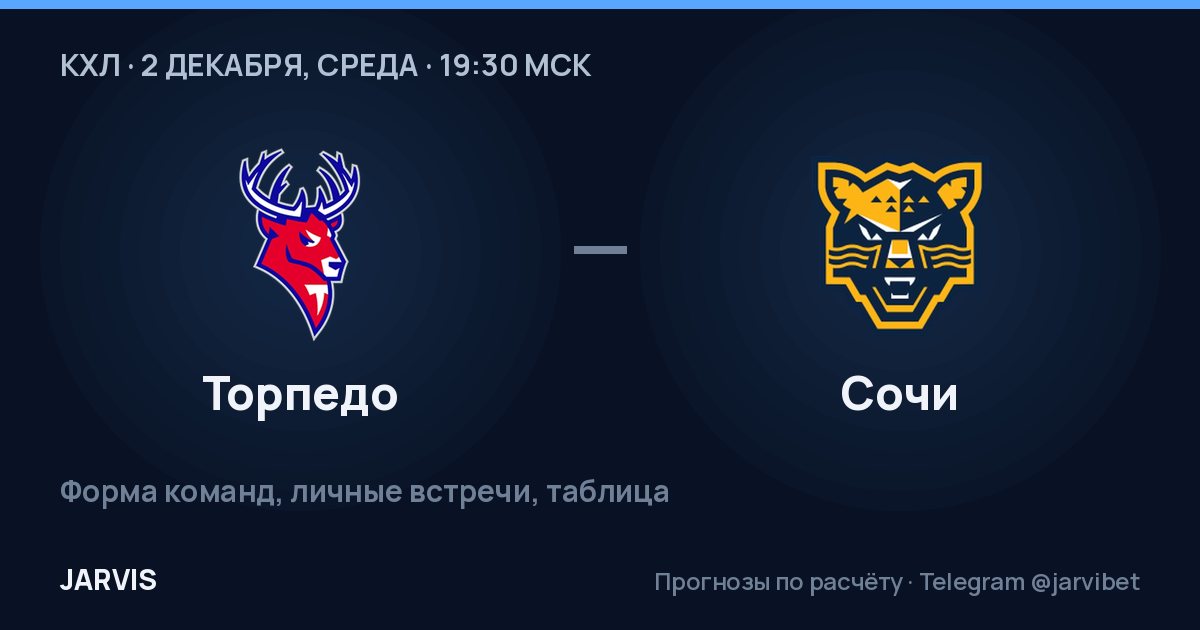 КХЛ · 2 ДЕКАБРЯ, СРЕДА · 19:30 МСК
Торпедо
—
Сочи
Форма команд, личные встречи, таблица
JARVIS
Прогнозы по расчёту · Telegram @jarvibet